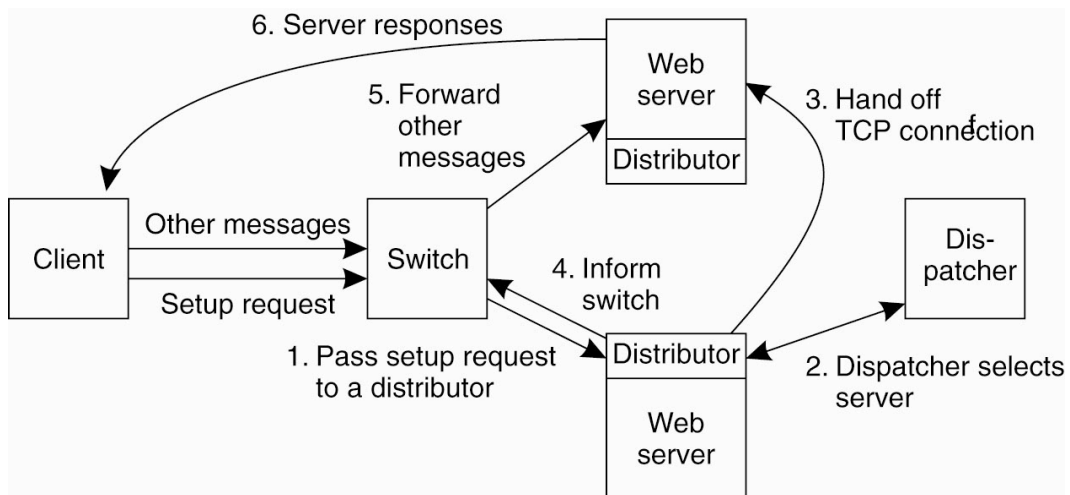 6. Server responses
Web
server
Distributor
5. Forward
other
messages
3. Hand off
TCP connection
Client
Other messages
Setup request
Switch
Dis-
patcher
4. Inform
switch
1. Pass setup request
to a distributor
Distributor
Web
server
2. Dispatcher selects
server